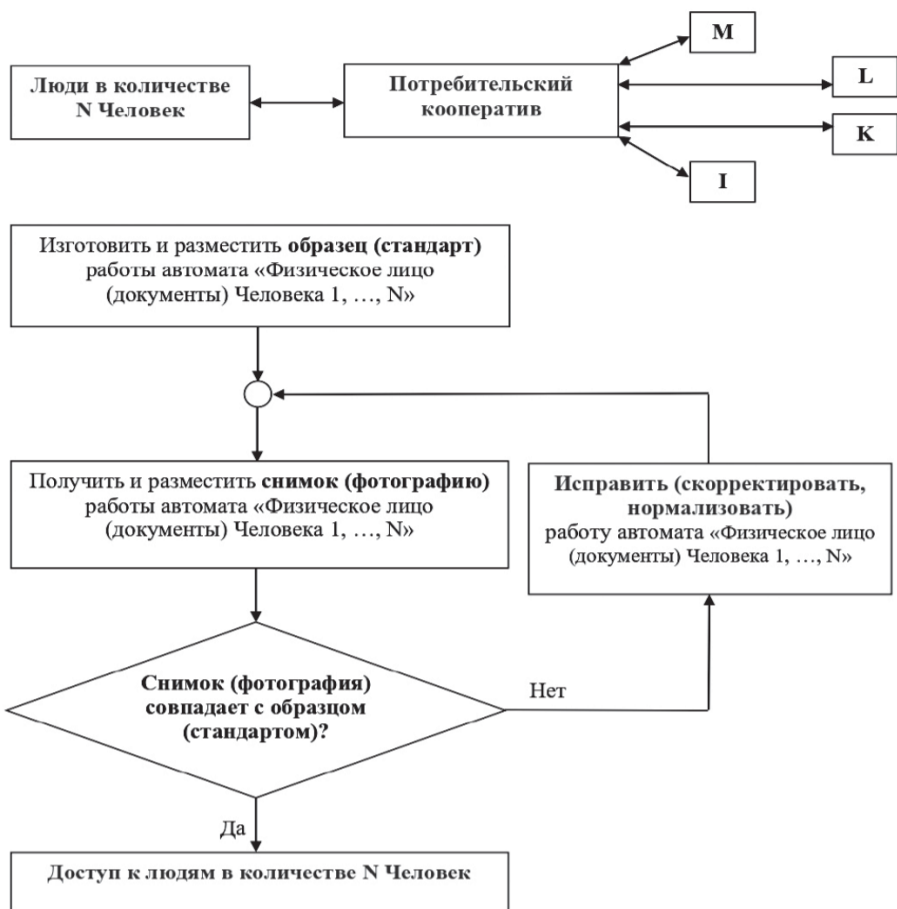 M
Люди в количестве
N Человек
Потребительский
кооператив
L
K
I
Изготовить и разместить образец (стандарт)
работы автомата «Физическое лицо
(документы) Человека 1, …, N»
Получить и разместить снимок (фотографию)
работы автомата «Физическое лицо
(документы) Человека 1, …, N»
Исправить (скорректировать,
нормализовать)
работу автомата «Физическое лицо
(документы) Человека 1, …, N»
Снимок (фотография)
совпадает с образцом
(стандартом)?
Нет
Да
Доступ к людям в количестве N Человек